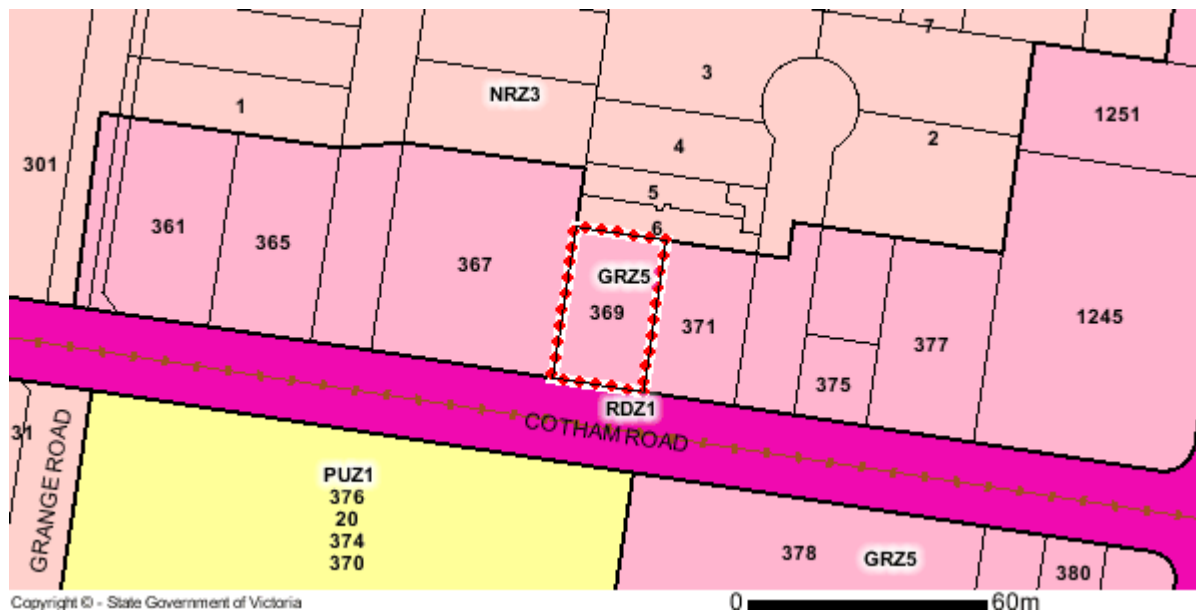 7
3
NRZ3
1251
1
2
4
301
5
6
361
365
367
GRZ5
369
371
1245
377
375
RDZ1
COTHAM ROAD
31
GRANGE ROAD
PUZ1
376
20
374
370
378
GRZ5
380
Copyright © - State Government of Victoria
0
60m